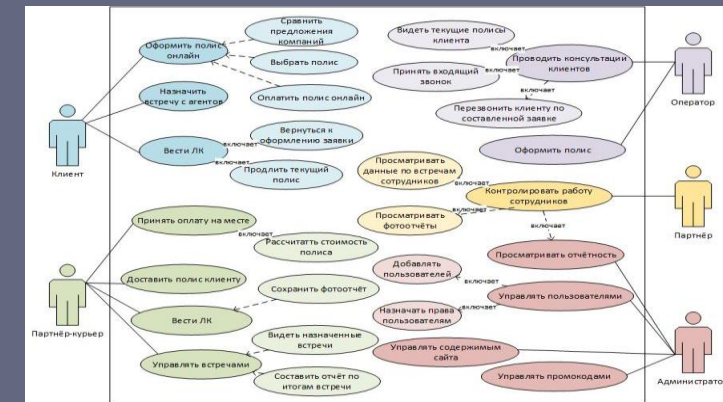 Сравнить
предложения
компаний
Оформить полис
онлайн
Выбрать полис
Назначить
встречу с агентов
Оплатить полис онлайн
Клиент
Вернуться к
оформлению заявки
Вести ЛК
включает
включает
Продлить текущий
полис
Видеть текущие полисы
клиента
включает
Проводить консультации
клиентов
Принять входящий
звонок
включает
включает
Перезвонить клиенту по
составленной заявке
Оператор
Оформить полис
Просматривать
данные по встречам
сотрудников
включает
Контролировать работу
сотрудников
Просматривать
фотоотчёты
включает
включает
Партнёр
Принять оплату на месте
включает
Рассчитатть стоимость
полиса
Доставить полис клиенту
Сохранить фотоотчёт
Партнёр-курьер
Вести ЛК
Видеть назначенные
встречи
Управлять встречами
Составить отчёт по
итогам встречи
Просматривать отчётность
Добавлять
пользователей
включает
Управлять пользователями
Назначать права
пользователям
включает
Управлять содержимым
сайта
Управлять промокодами
Администрато